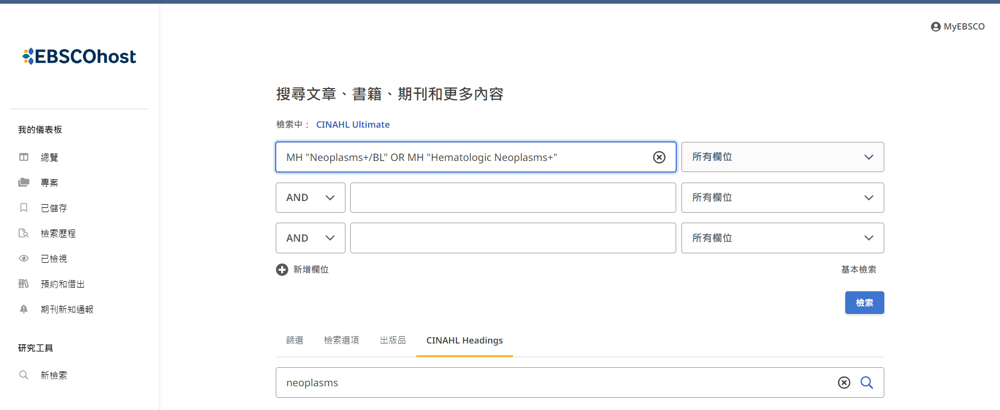 MyEBSCO
EBSCOhost
我的儀表板
總覽
專案
已儲存
檢索歷程
已檢視
預約和借出
期刊新知通報
研究工具
新檢索
搜尋文章、書籍、期刊和更多內容
檢索中： CINAHL Ultimate
MH "Neoplasms+/BL" OR MH "Hematologic Neoplasms+" 所有欄位
AND 所有欄位
AND 所有欄位
新增欄位 基本檢索
檢索
篩選 檢索選項 出版品 CINAHL Headings
neoplasms